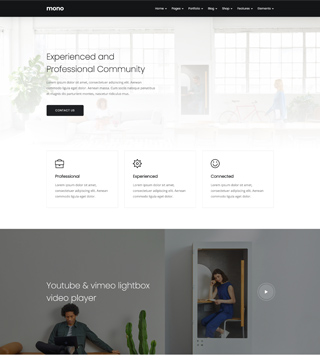 mono
Home Pages Portfolio Blog Shop Features Elements
Experienced and
Professional Community
Lorem ipsum dolor sit amet, consectetuer adipiscing elit. Aenean
commodo ligula eget dolor. Aenean massa. Cum sociis natoque penatibus
et magnis dis parturient montes, nascetur ridiculus mus.
CONTACT US
Professional
Lorem ipsum dolor sit amet,
consectetuer adipiscing elit. Aenean
commodo ligula eget dolor.
Experienced
Lorem ipsum dolor sit amet,
consectetuer adipiscing elit. Aenean
commodo ligula eget dolor.
Connected
Lorem ipsum dolor sit amet,
consectetuer adipiscing elit. Aenean
commodo ligula eget dolor.
Youtube & vimeo lightbox
video player